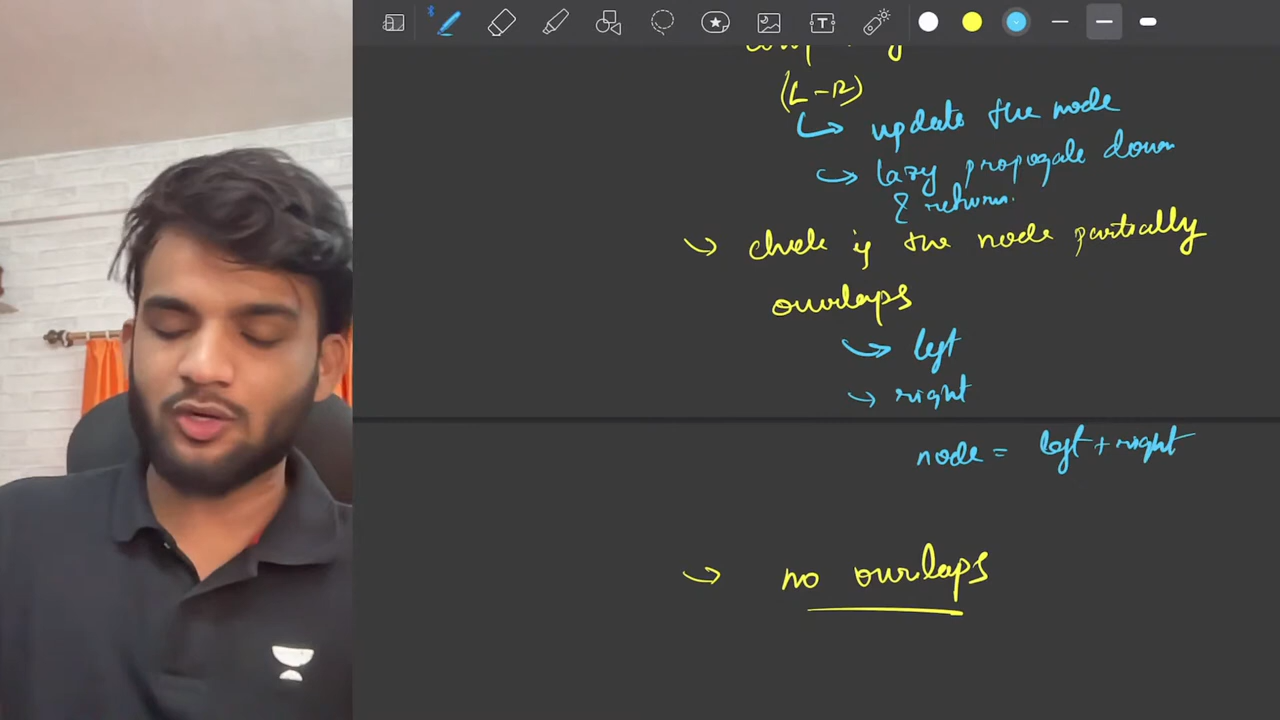 (L-R)
↳ update the node
↳ lazy propagate down
& return.
↳ check if the node partially
overlaps
↳ left
↳ right
node = left + right
→ no overlaps